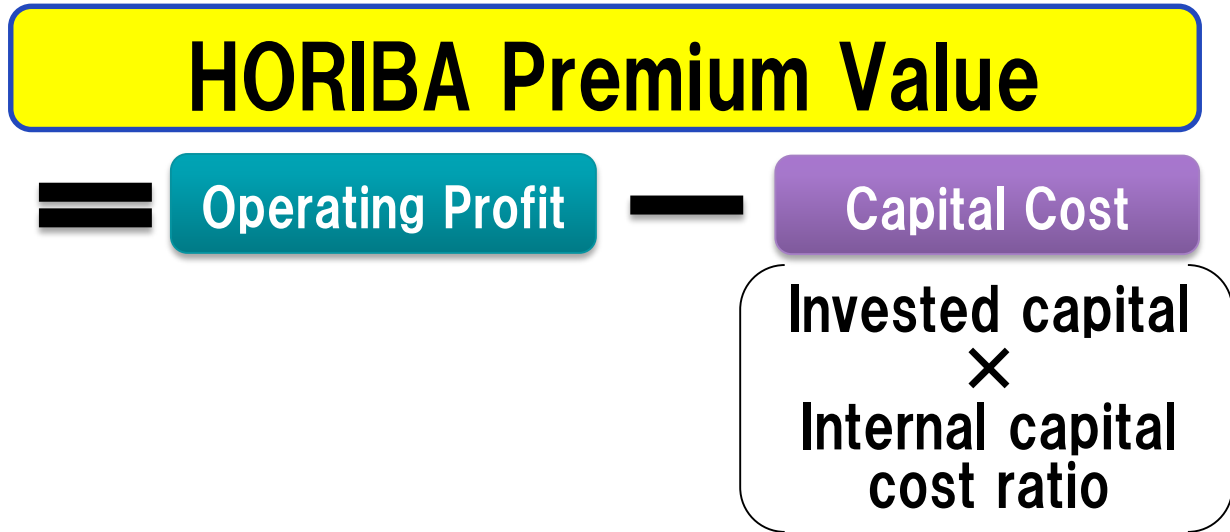 HORIBA Premium Value
= Operating Profit — Capital Cost
Invested capital
×
Internal capital
cost ratio